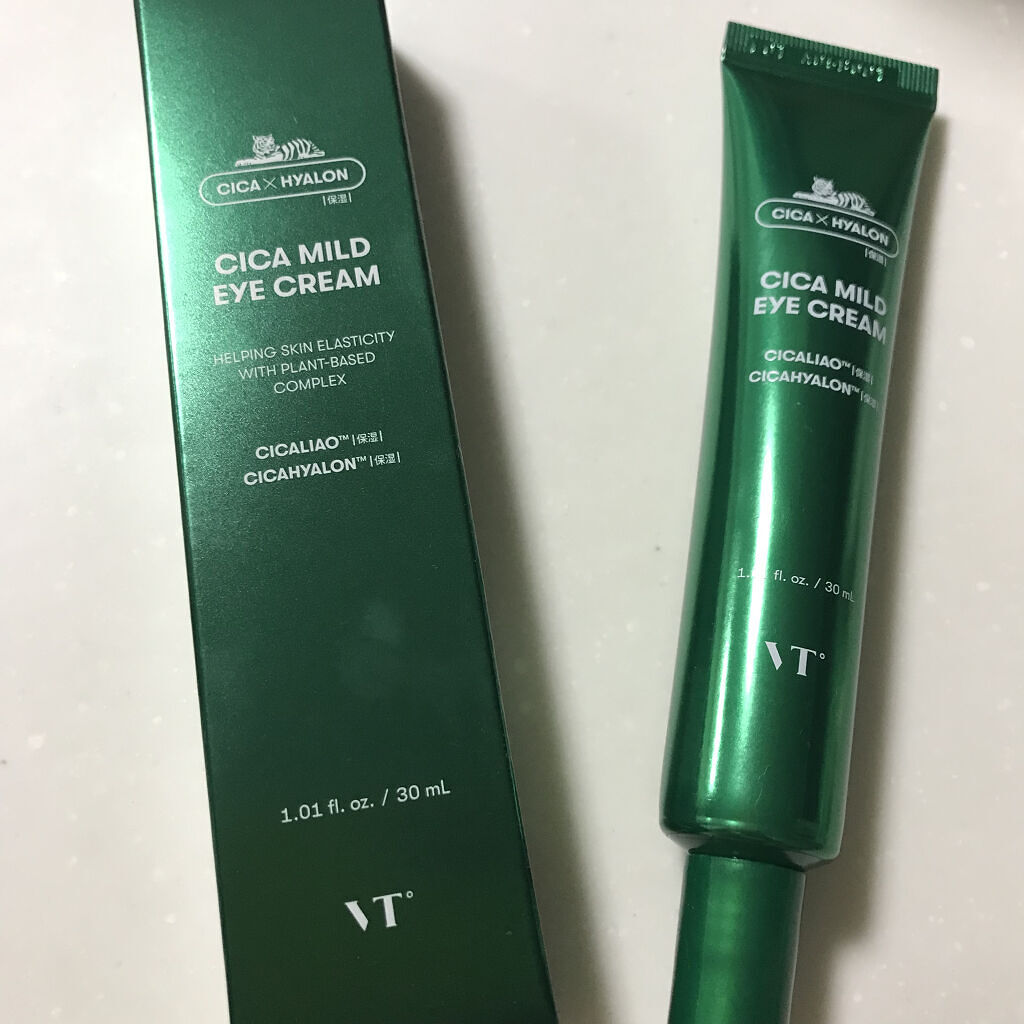 CICA×HYALON
|保湿|
CICA MILD
EYE CREAM
HELPING SKIN ELASTICITY
WITH PLANT-BASED
COMPLEX
CICALIAO™ |保湿|
CICAHYALON™ |保湿|
1.01 fl. oz. / 30 mL
VT°
CICA×HYALON
|保湿|
CICA MILD
EYE CREAM
CICALIAO™ |保湿|
CICAHYALON™ |保湿|
fl. oz. / 30 mL
VT°